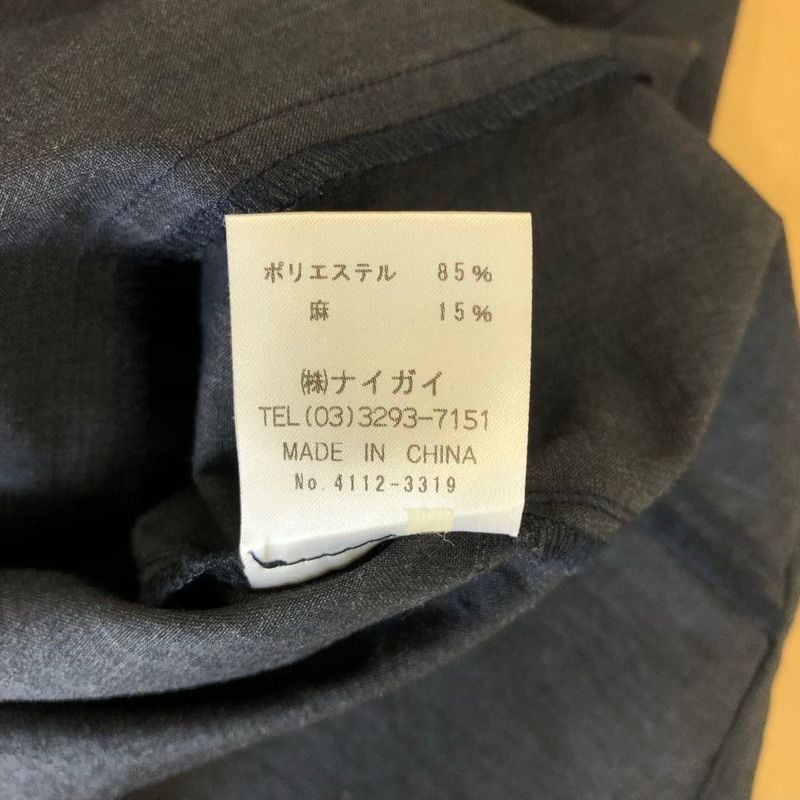 ポリエステル 85%
麻 15%
㈱ナイガイ
TEL(03)3293-7151
MADE IN CHINA
No.4112-3319